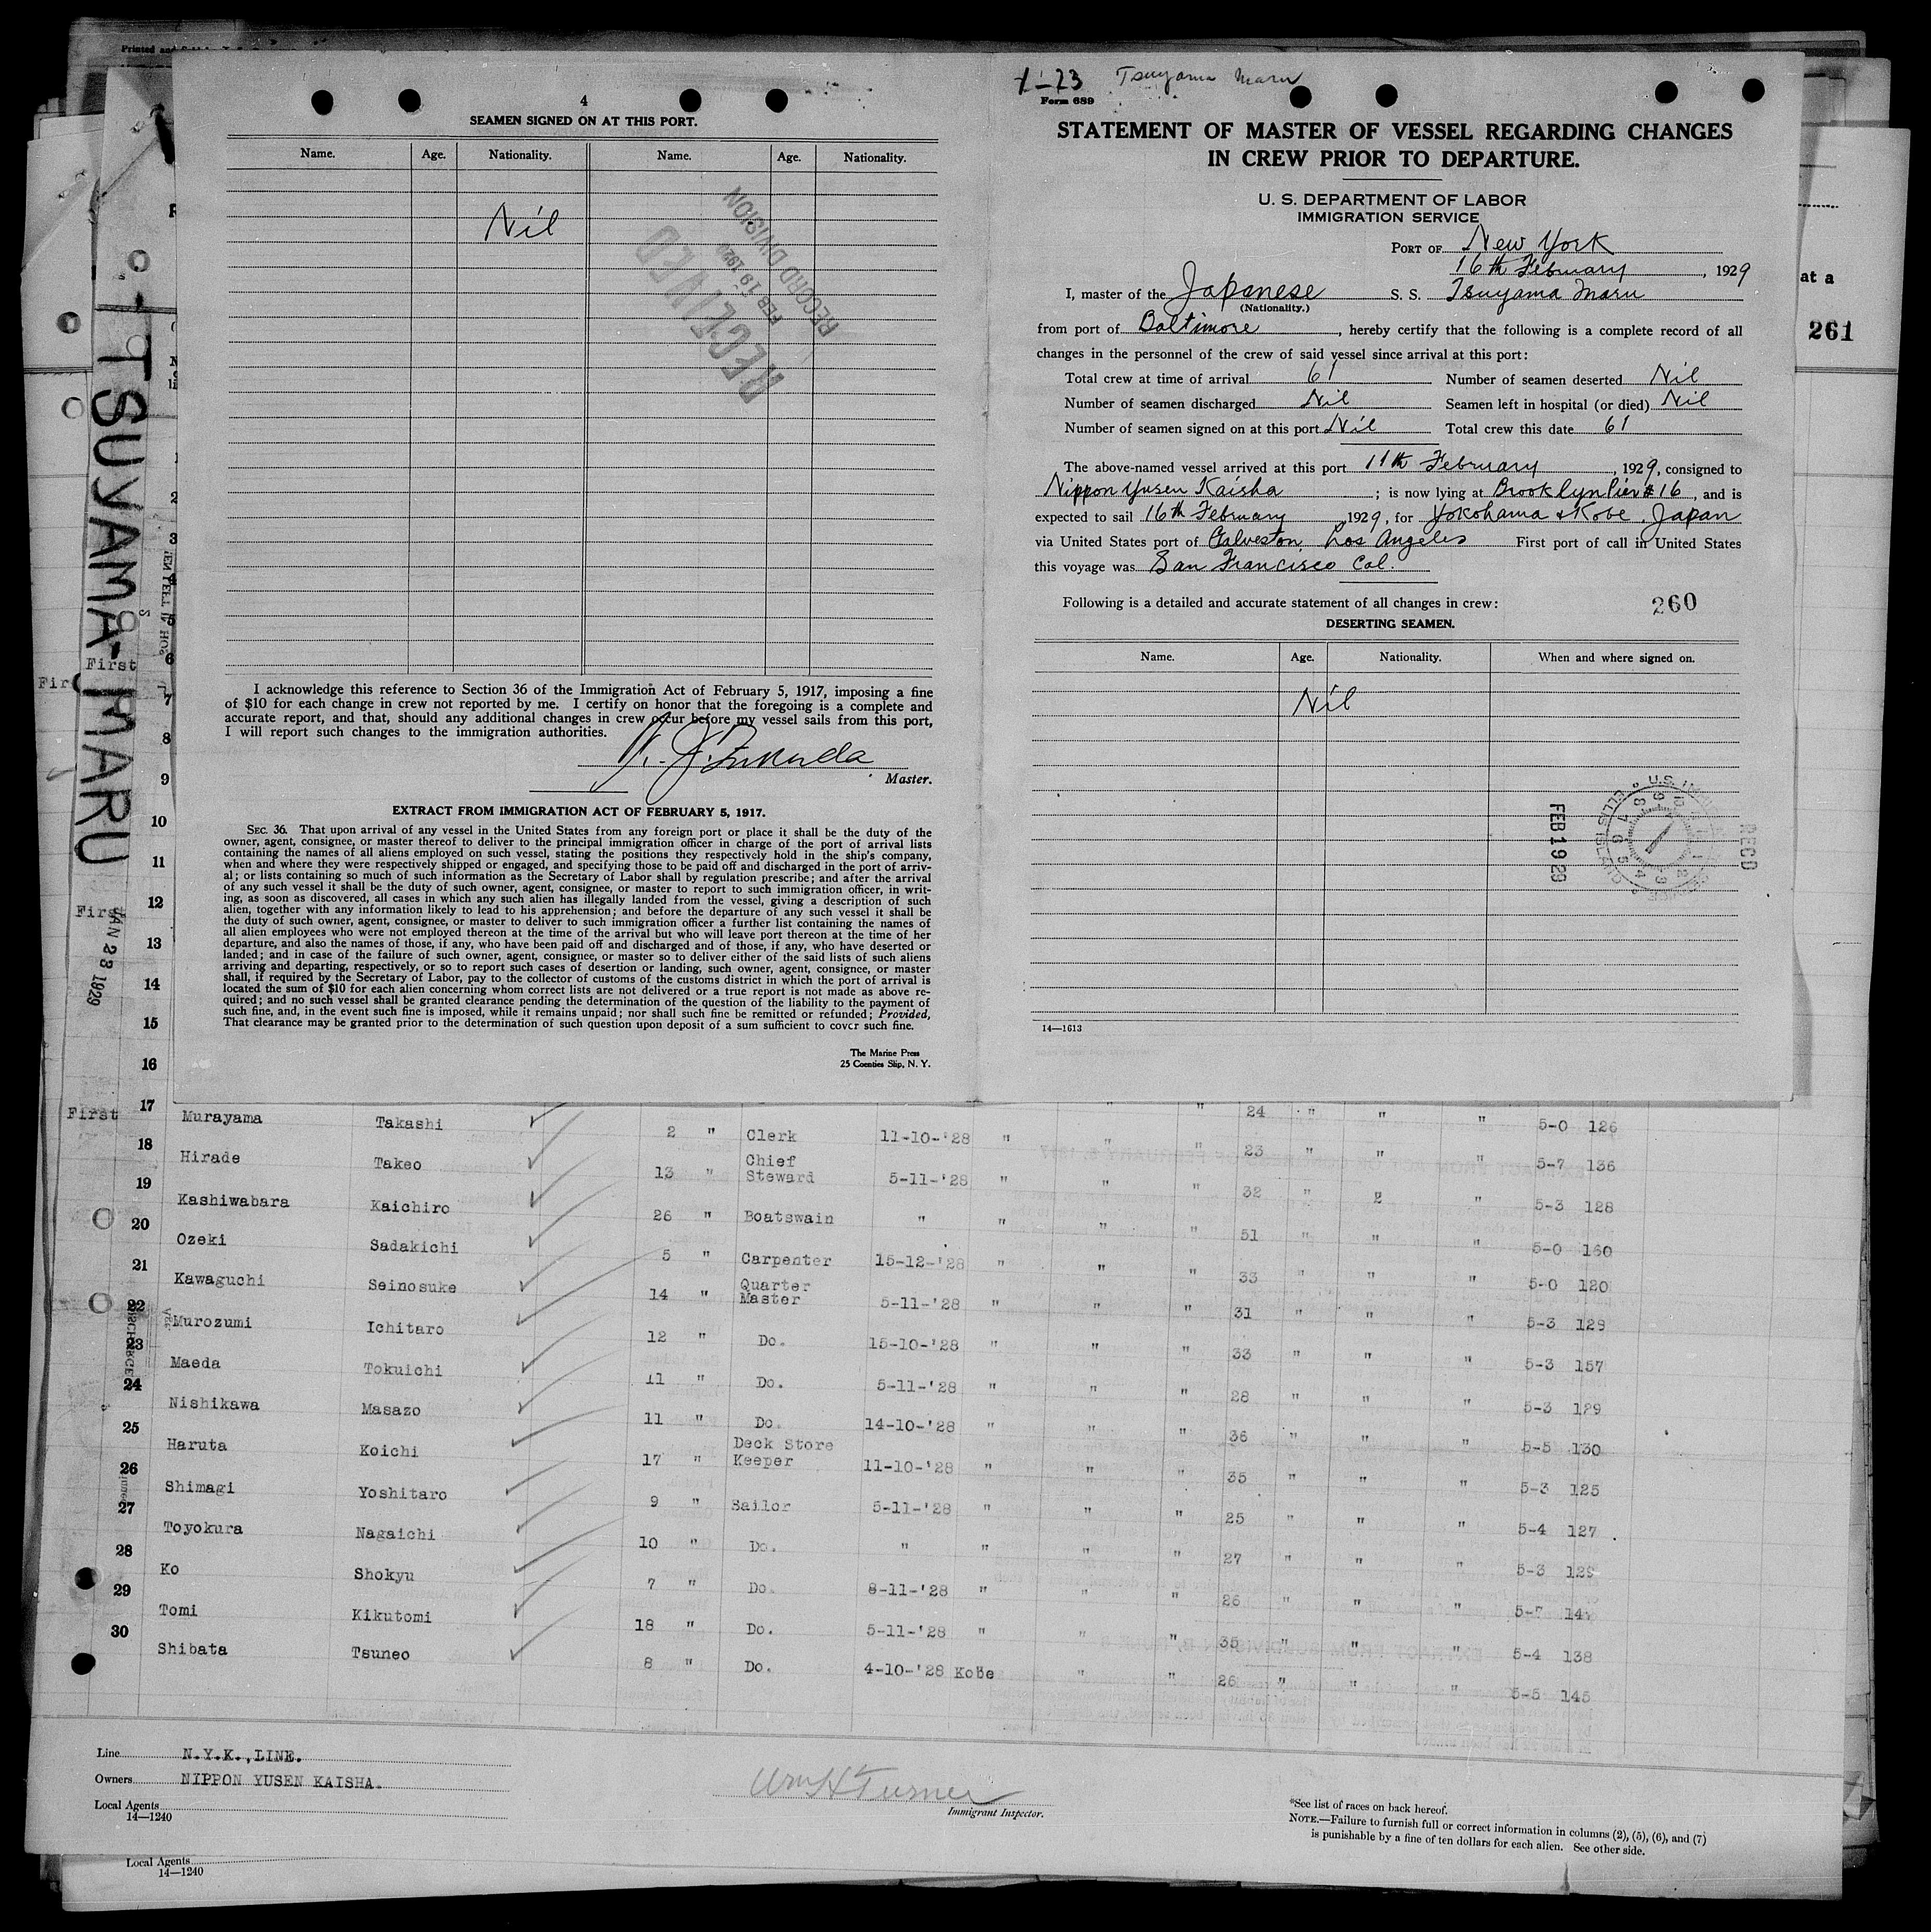 Printed and
4
SEAMEN SIGNED ON AT THIS PORT.
Name. Age. Nationality. Name. Age. Nationality.
Nil
RECEIVED
FEB 19 1929
RECORD DIVISION
I acknowledge this reference to Section 36 of the Immigration Act of February 5, 1917, imposing a fine
of $10 for each change in crew not reported by me. I certify on honor that the foregoing is a complete and
accurate report, and that, should any additional changes in crew occur before my vessel sails from this port,
I will report such changes to the immigration authorities.
Master.
EXTRACT FROM IMMIGRATION ACT OF FEBRUARY 5, 1917.
SEC. 36. That upon arrival of any vessel in the United States from any foreign port or place it shall be the duty of the
owner, agent, consignee, or master thereof to deliver to the principal immigration officer in charge of the port of arrival lists
containing the names of all aliens employed on such vessel, stating the positions they respectively hold in the ship's company,
when and where they were respectively shipped or engaged, and specifying those to be paid off and discharged in the port of arriv-
al; or lists containing so much of such information as the Secretary of Labor shall by regulation prescribe; and after the arrival
of any such vessel it shall be the duty of such owner, agent, consignee, or master to report to such immigration officer, in writ-
ing, as soon as discovered, all cases in which any such alien has illegally landed from the vessel, giving a description of such
alien, together with any information likely to lead to his apprehension; and before the departure of any such vessel it shall be
the duty of such owner, agent, consignee, or master to deliver to such immigration officer a further list containing the names of
all alien employees who were not employed thereon at the time of the arrival but who will leave port thereon at the time of her
departure, and also the names of those, if any, who have been paid off and discharged and of those, if any, who have deserted or
landed; and in case of the failure of such owner, agent, consignee, or master so to deliver either of the said lists of such aliens
arriving and departing, respectively, or so to report such cases of desertion or landing, such owner, agent, consignee, or master
shall, if required by the Secretary of Labor, pay to the collector of customs of the customs district in which the port of arrival is
located the sum of $10 for each alien concerning whom correct lists are not delivered or a true report is not made as above re-
quired; and no such vessel shall be granted clearance pending the determination of the question of the liability to the payment of
such fine, and, in the event such fine is imposed, while it remains unpaid; nor shall such fine be remitted or refunded; Provided,
That clearance may be granted prior to the determination of such question upon deposit of a sum sufficient to cover such fine.
The Marine Press
25 Coenties Slip, N. Y.
Tsuyama Maru
Form 689
STATEMENT OF MASTER OF VESSEL REGARDING CHANGES
IN CREW PRIOR TO DEPARTURE.
U. S. DEPARTMENT OF LABOR
IMMIGRATION SERVICE
PORT OF New York
16th February, 1929
I, master of the Japanese S. S. Tsuyama Maru
(Nationality.)
from port of Baltimore, hereby certify that the following is a complete record of all
changes in the personnel of the crew of said vessel since arrival at this port:
Total crew at time of arrival 61 Number of seamen deserted Nil
Number of seamen discharged Nil Seamen left in hospital (or died) Nil
Number of seamen signed on at this port Nil Total crew this date 61
The above-named vessel arrived at this port 11th February, 1929, consigned to
Nippon Yusen Kaisha; is now lying at Brooklyn Pier #16, and is
expected to sail 16th February, 1929, for Yokohama & Kobe, Japan
via United States port of Galveston, Los Angeles First port of call in United States
this voyage was San Francisco Cal.
Following is a detailed and accurate statement of all changes in crew: 260
DESERTING SEAMEN.
Name. Age. Nationality. When and where signed on.
Nil
FEB 19 29
RECD
14—1613
at a
261
TSUYAMA-MARU
JAN 23 1929
First
First
First
2
3
5
6
7
8
9
10
11
12
13
14
15
16
17 Murayama Takashi 2 " Clerk 11-10-'28 " " " 24 " " " 5-0 126
18 Hirade Takeo 13 " Chief Steward 5-11-'28 " " " 23 " " " 5-7 136
19 Kashiwabara Kaichiro 26 " Boatswain " " " " 32 " " " 5-3 128
20 Ozeki Sadakichi 5 " Carpenter 15-12-'28 " " " 51 " " " 5-0 160
21 Kawaguchi Seinosuke 14 " Quarter Master 5-11-'28 " " " 33 " " " 5-0 120
22 Murozumi Ichitaro 12 " Do. 15-10-'28 " " " 31 " " " 5-3 129
23 Maeda Tokuichi 11 " Do. 5-11-'28 " " " 33 " " " 5-3 157
24 Nishikawa Masazo 11 " Do. 14-10-'28 " " " 28 " " " 5-3 129
25 Haruta Koichi 17 " Deck Store Keeper 11-10-'28 " " " 36 " " " 5-5 130
26 Shimagi Yoshitaro 9 " Sailor 5-11-'28 " " " 35 " " " 5-3 125
27 Toyokura Nagaichi 10 " Do. " " " " 25 " " " 5-4 127
28 Ko Shokyu 7 " Do. 8-11-'28 " " " 27 " " " 5-3 129
29 Tomi Kikutomi 18 " Do. 5-11-'28 " " " 26 " " " 5-7
30 Shibata Tsuneo 8 " Do. 4-10-'28 Kobe " " 35 " " " 5-4 138
26 " " " 5-5 145
Line N.Y.K.,LINE.
Owners NIPPON YUSEN KAISHA.
Local Agents
14—1240
Wm H Turner
Immigrant Inspector.
*See list of races on back hereof.
NOTE.—Failure to furnish full or correct information in columns (2), (5), (6), and (7)
is punishable by a fine of ten dollars for each alien. See other side.
Local Agents
14—1240